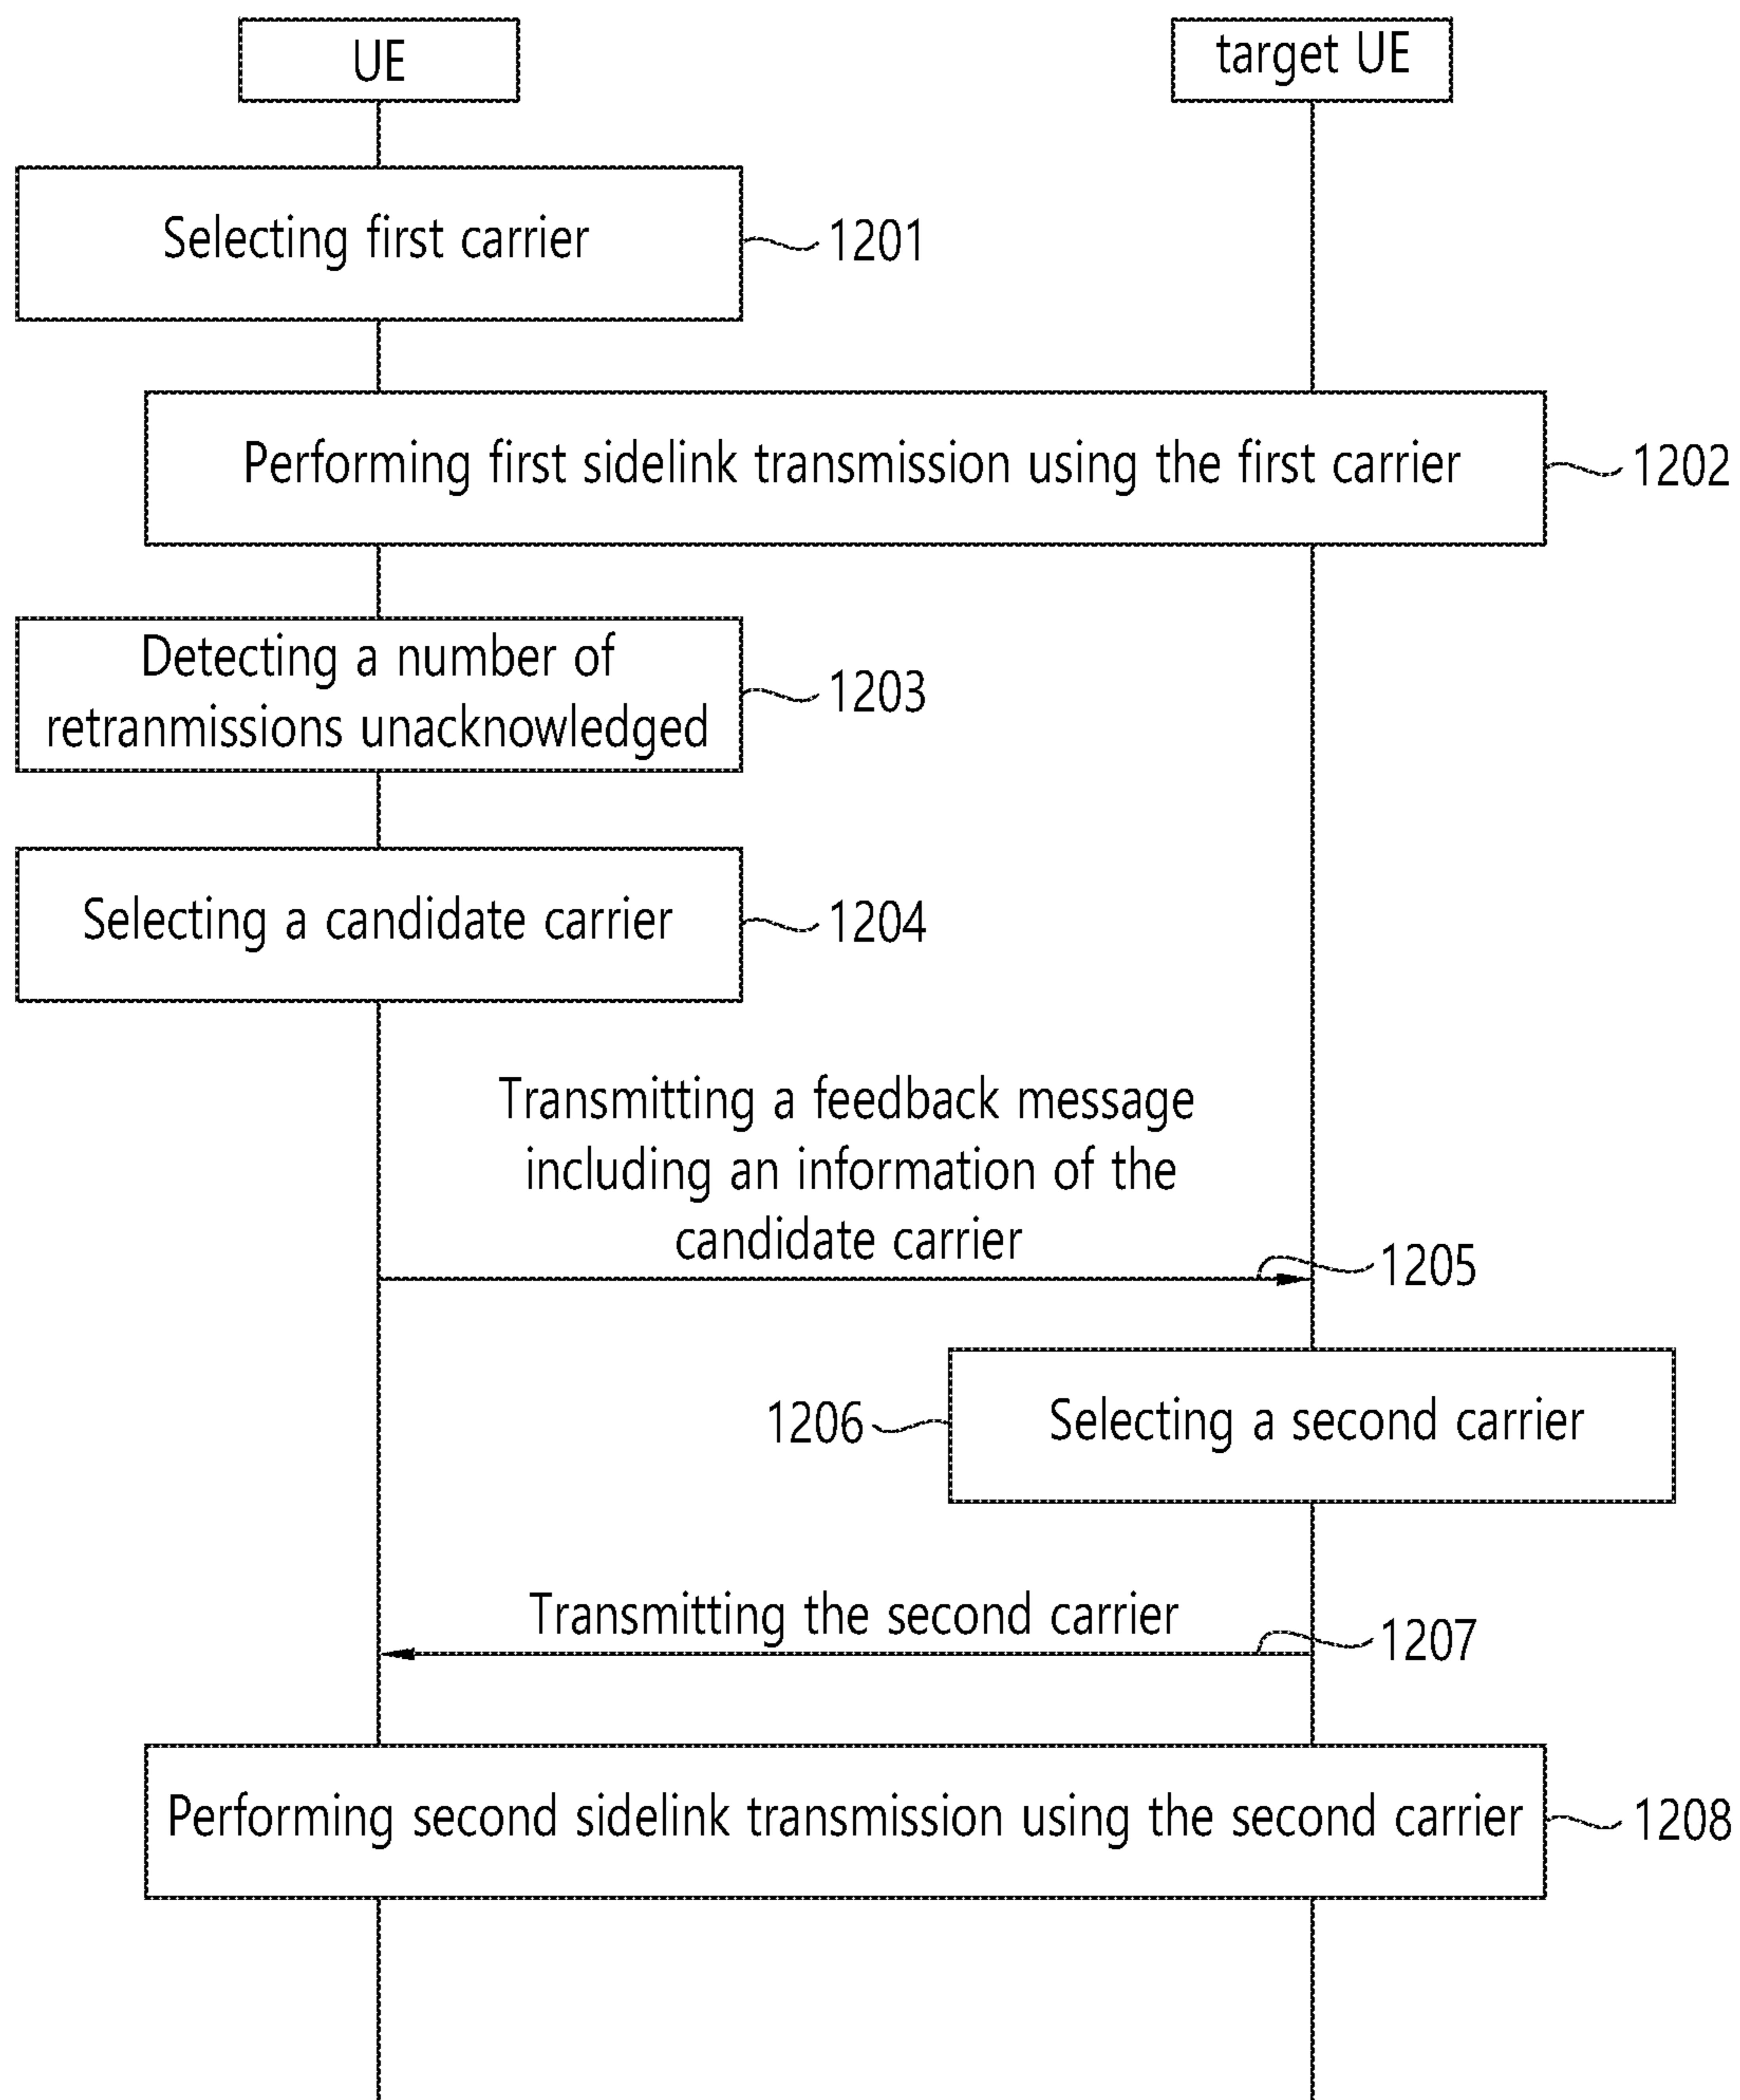 UE
target UE
Selecting first carrier
1201
Performing first sidelink transmission using the first carrier
1202
Detecting a number of
retranmissions unacknowledged
1203
Selecting a candidate carrier
1204
Transmitting a feedback message
including an information of the
candidate carrier
1205
1206
Selecting a second carrier
Transmitting the second carrier
1207
Performing second sidelink transmission using the second carrier
1208